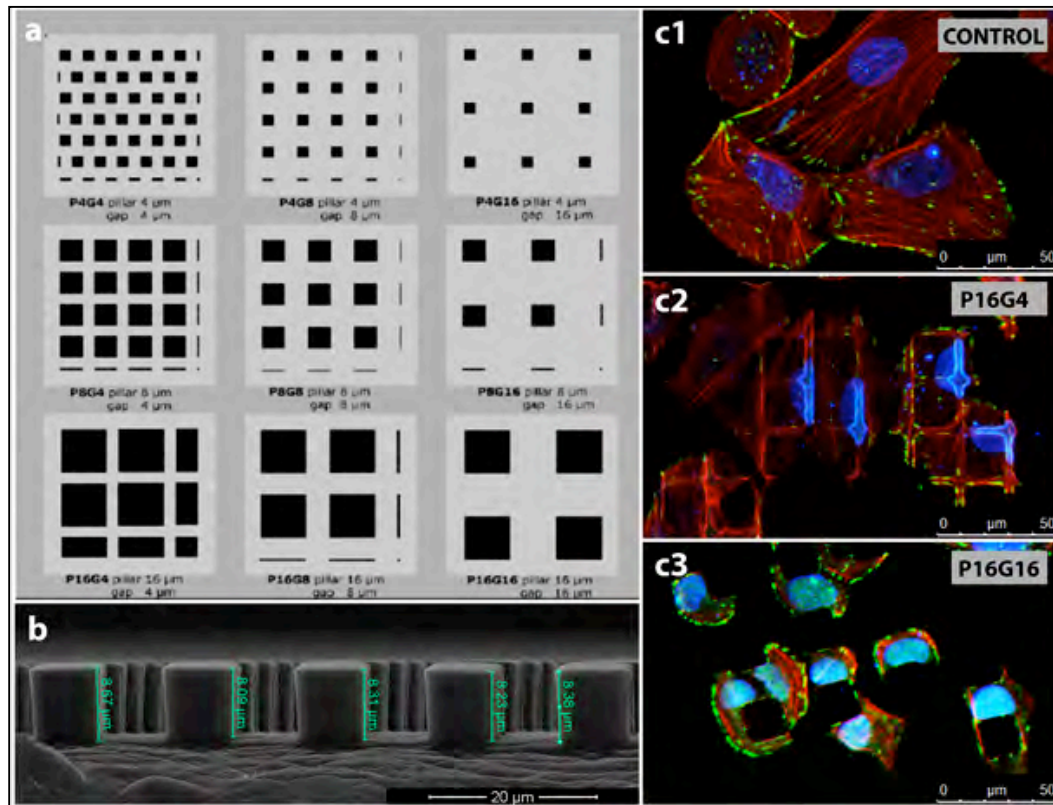 a
P4G4 pillar 4 µm
gap 4 µm
P4G8 pillar 4 µm
gap 8 µm
P4G16 pillar 4 µm
gap 16 µm
P8G4 pillar 8 µm
gap 4 µm
P8G8 pillar 8 µm
gap 8 µm
P8G16 pillar 8 µm
gap 16 µm
P16G4 pillar 16 µm
gap 4 µm
P16G8 pillar 16 µm
gap 8 µm
P16G16 pillar 16 µm
gap 16 µm
b
8.67 µm
8.09 µm
8.31 µm
8.23 µm
8.38 µm
20 µm
c1
CONTROL
0 µm 50
c2
P16G4
0 µm 50
c3
P16G16
0 µm 50